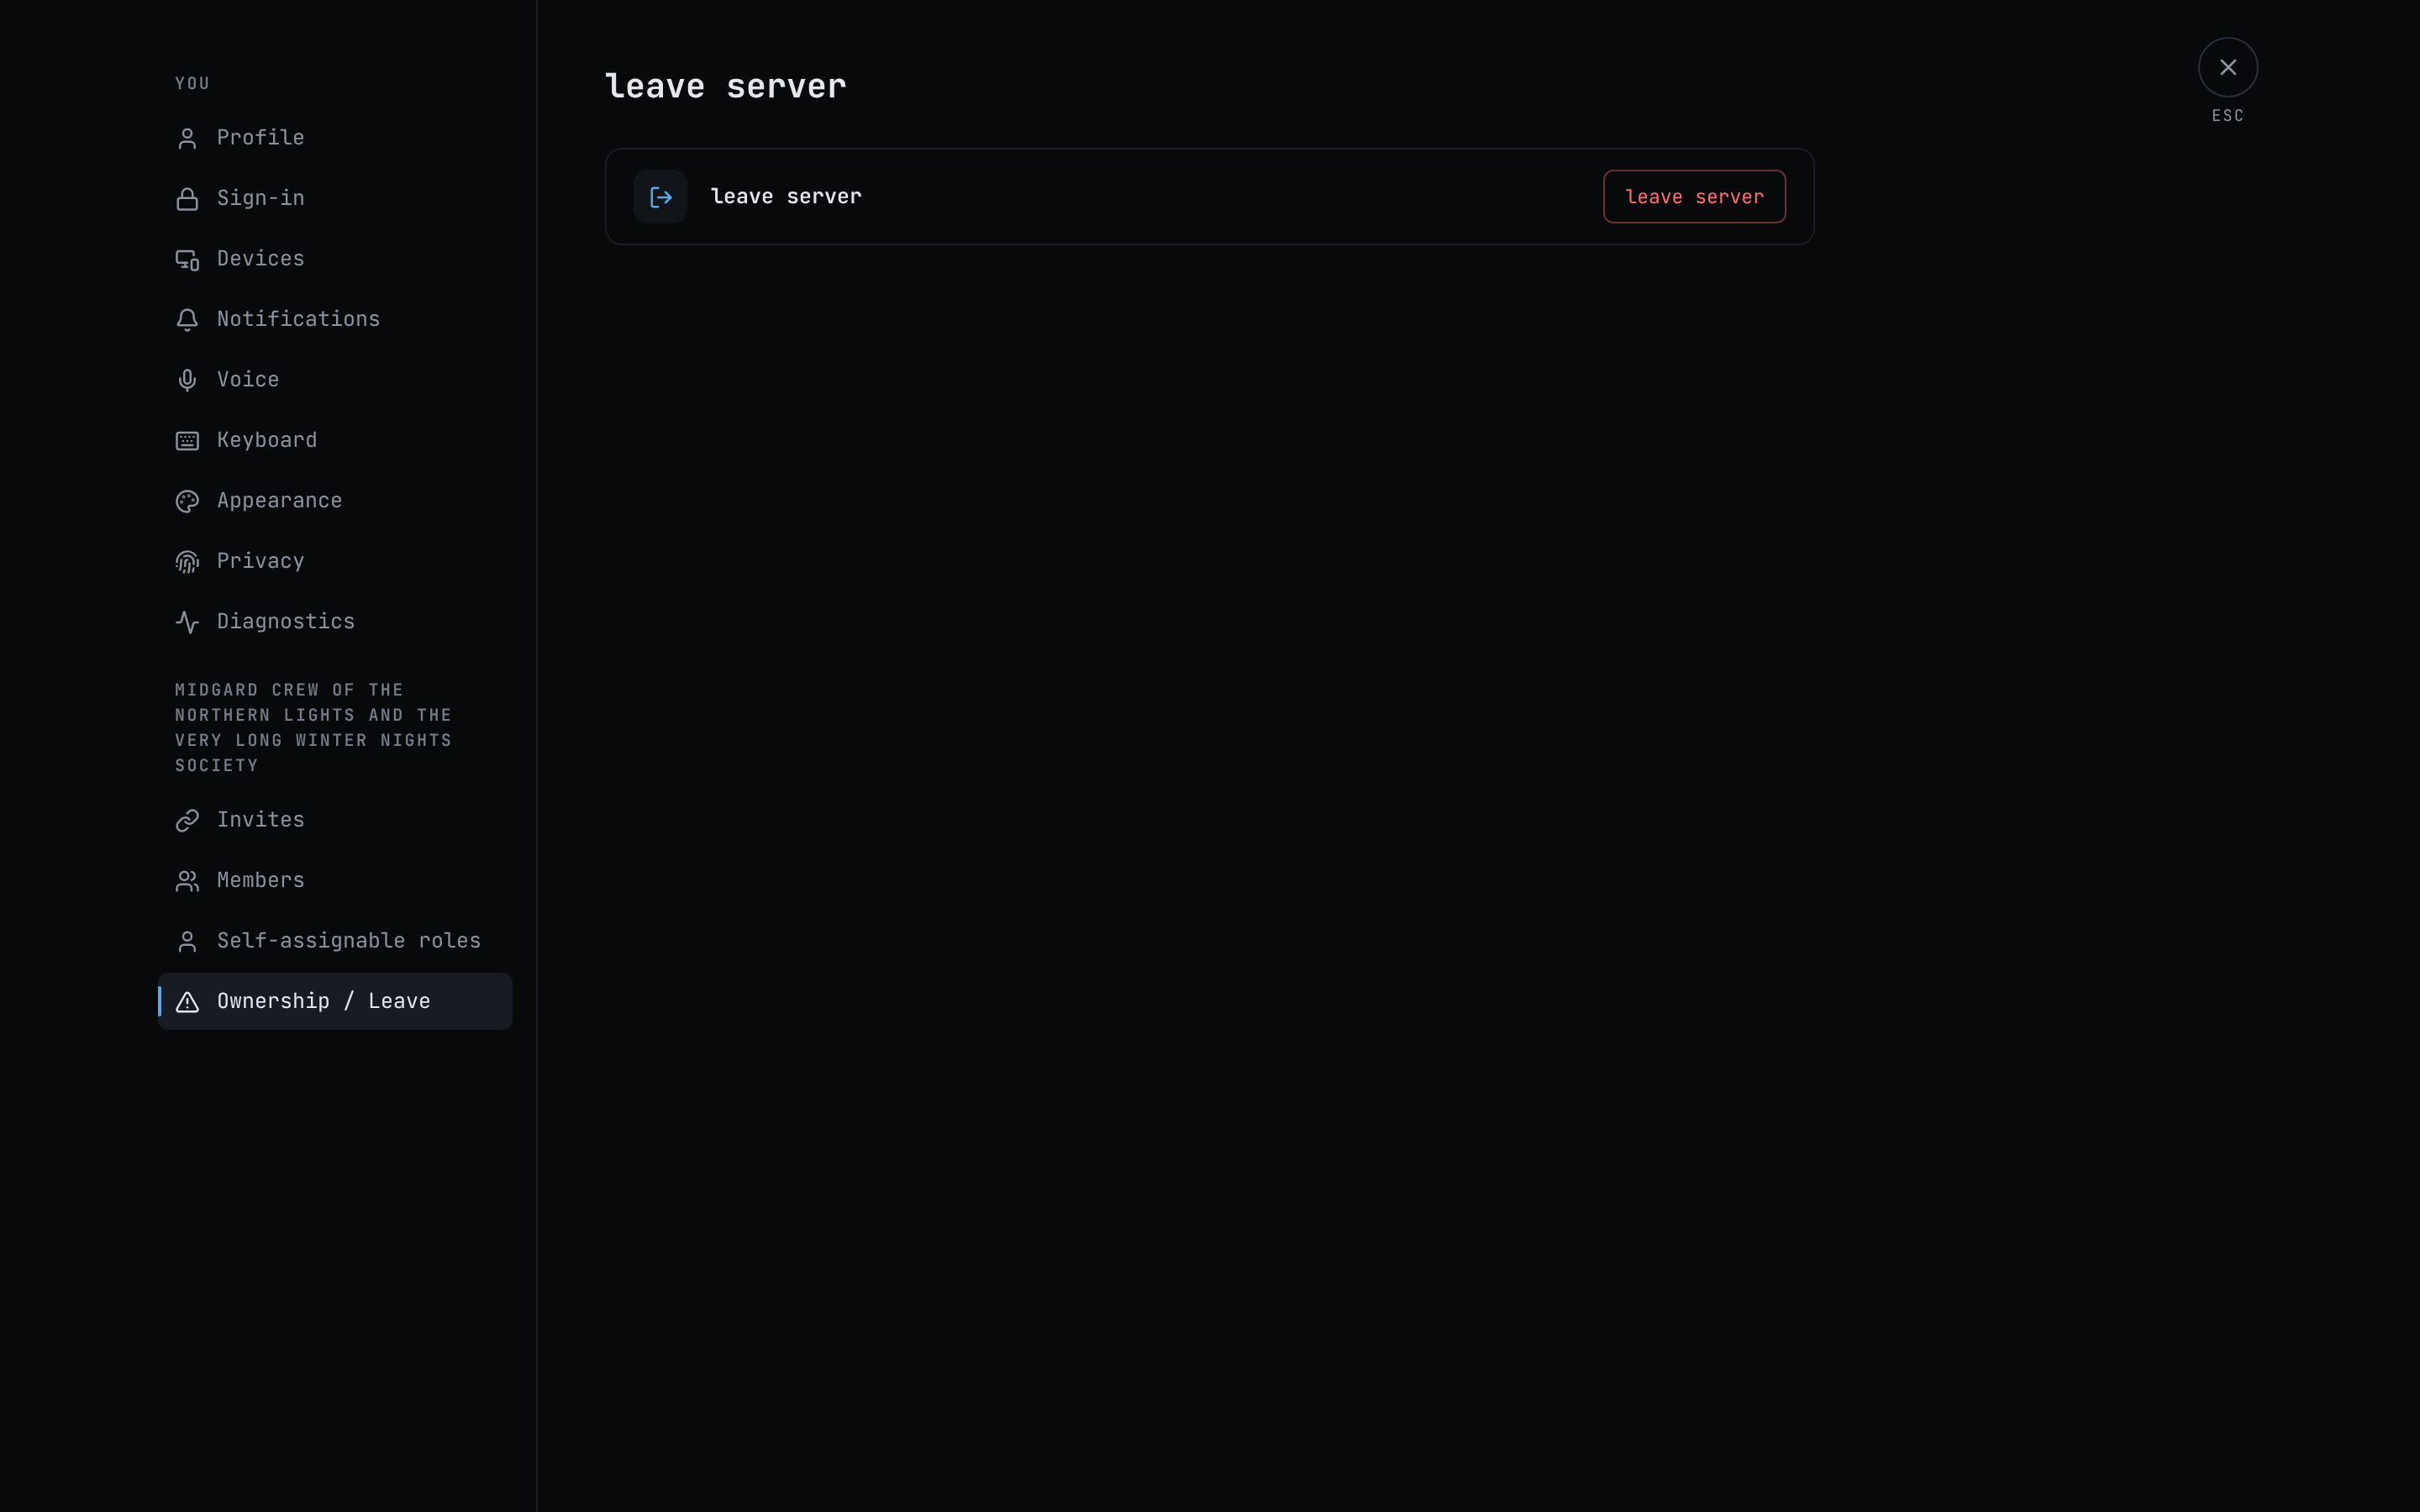 YOU
Profile
Sign-in
Devices
Notifications
Voice
Keyboard
Appearance
Privacy
Diagnostics
MIDGARD CREW OF THE
NORTHERN LIGHTS AND THE
VERY LONG WINTER NIGHTS
SOCIETY
Invites
Members
Self-assignable roles
Ownership / Leave
leave server
leave server
leave server
ESC